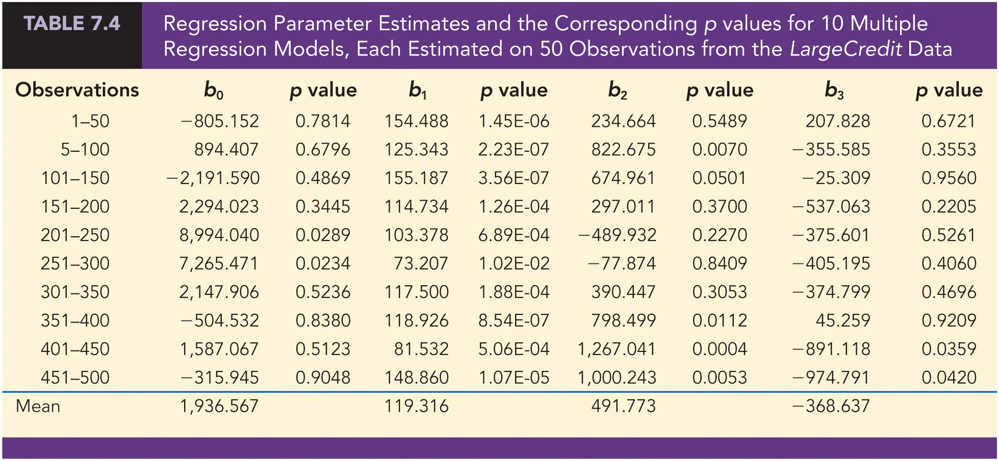 TABLE 7.4
Regression Parameter Estimates and the Corresponding p values for 10 Multiple
Regression Models, Each Estimated on 50 Observations from the LargeCredit Data
Observations b0 p value b1 p value b2 p value b3 p value
1–50 −805.152 0.7814 154.488 1.45E-06 234.664 0.5489 207.828 0.6721
5–100 894.407 0.6796 125.343 2.23E-07 822.675 0.0070 −355.585 0.3553
101–150 −2,191.590 0.4869 155.187 3.56E-07 674.961 0.0501 −25.309 0.9560
151–200 2,294.023 0.3445 114.734 1.26E-04 297.011 0.3700 −537.063 0.2205
201–250 8,994.040 0.0289 103.378 6.89E-04 −489.932 0.2270 −375.601 0.5261
251–300 7,265.471 0.0234 73.207 1.02E-02 −77.874 0.8409 −405.195 0.4060
301–350 2,147.906 0.5236 117.500 1.88E-04 390.447 0.3053 −374.799 0.4696
351–400 −504.532 0.8380 118.926 8.54E-07 798.499 0.0112 45.259 0.9209
401–450 1,587.067 0.5123 81.532 5.06E-04 1,267.041 0.0004 −891.118 0.0359
451–500 −315.945 0.9048 148.860 1.07E-05 1,000.243 0.0053 −974.791 0.0420
Mean 1,936.567 119.316 491.773 −368.637